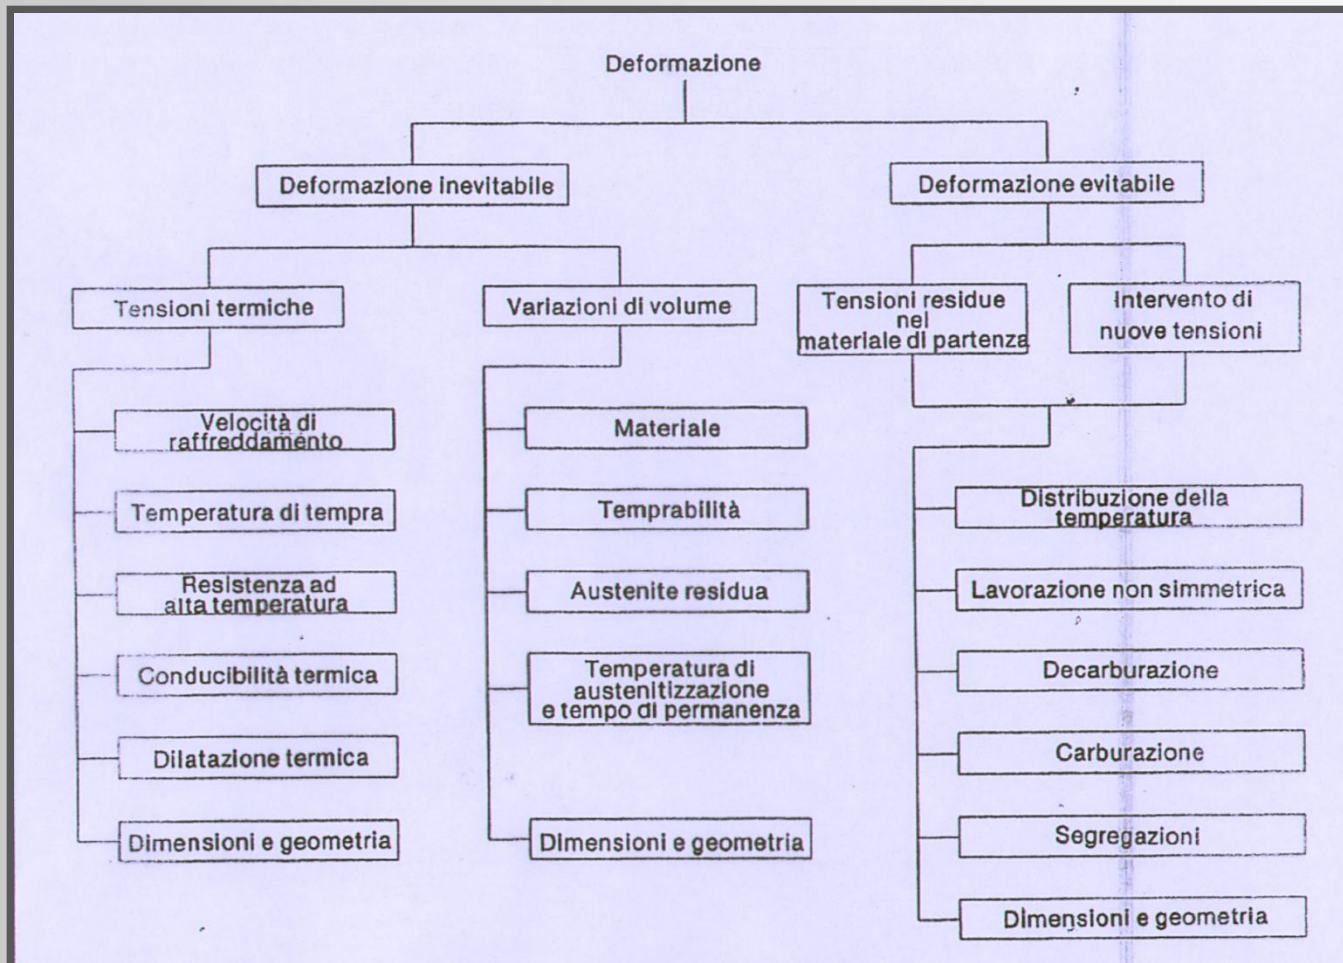 Deformazione
Deformazione inevitabile
Deformazione evitabile
Tensioni termiche
Variazioni di volume
Tensioni residue
nel
materiale di partenza
Intervento di
nuove tensioni
Velocità di
raffreddamento
Temperatura di tempra
Resistenza ad
alta temperatura
Conducibilità termica
Dilatazione termica
Dimensioni e geometria
Materiale
Temprabilità
Austenite residua
Temperatura di
austenitizzazione
e tempo di permanenza
Dimensioni e geometria
Distribuzione della
temperatura
Lavorazione non simmetrica
Decarburazione
Carburazione
Segregazioni
Dimensioni e geometria